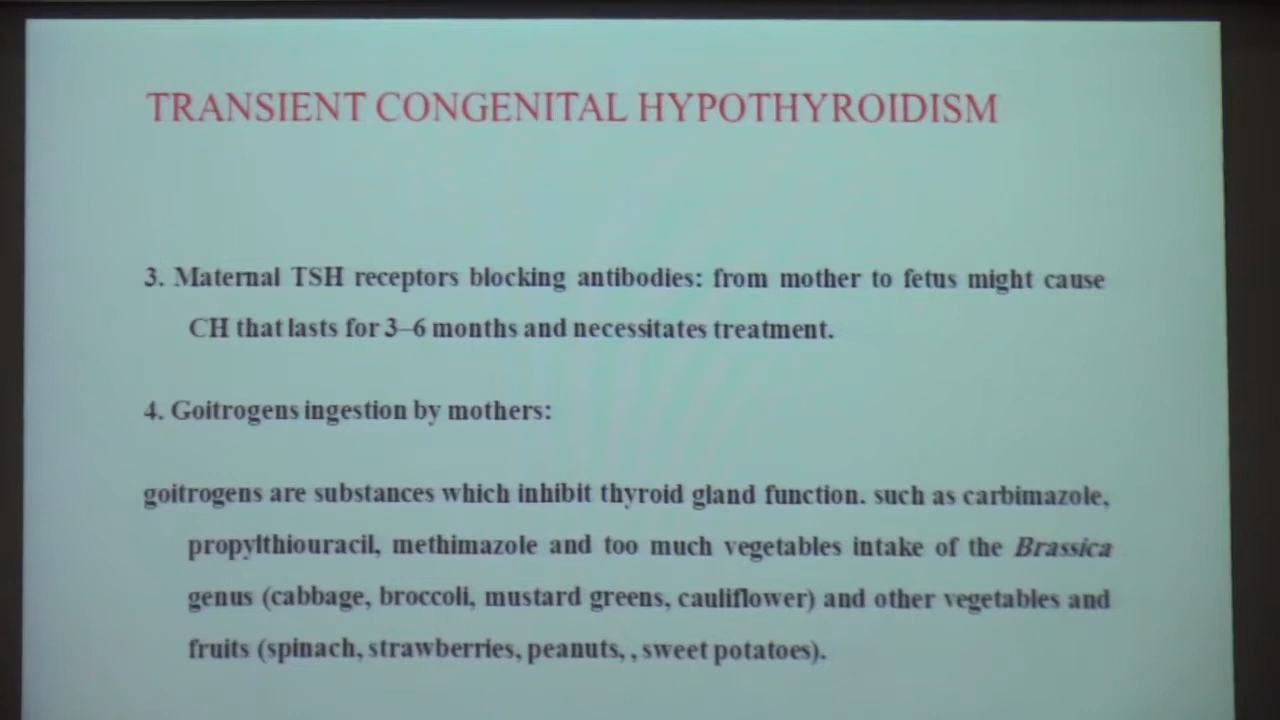 TRANSIENT CONGENITAL HYPOTHYROIDISM
3. Maternal TSH receptors blocking antibodies: from mother to fetus might cause
CH that lasts for 3–6 months and necessitates treatment.
4. Goitrogens ingestion by mothers:
goitrogens are substances which inhibit thyroid gland function. such as carbimazole,
propylthiouracil, methimazole and too much vegetables intake of the Brassica
genus (cabbage, broccoli, mustard greens, cauliflower) and other vegetables and
fruits (spinach, strawberries, peanuts, , sweet potatoes).